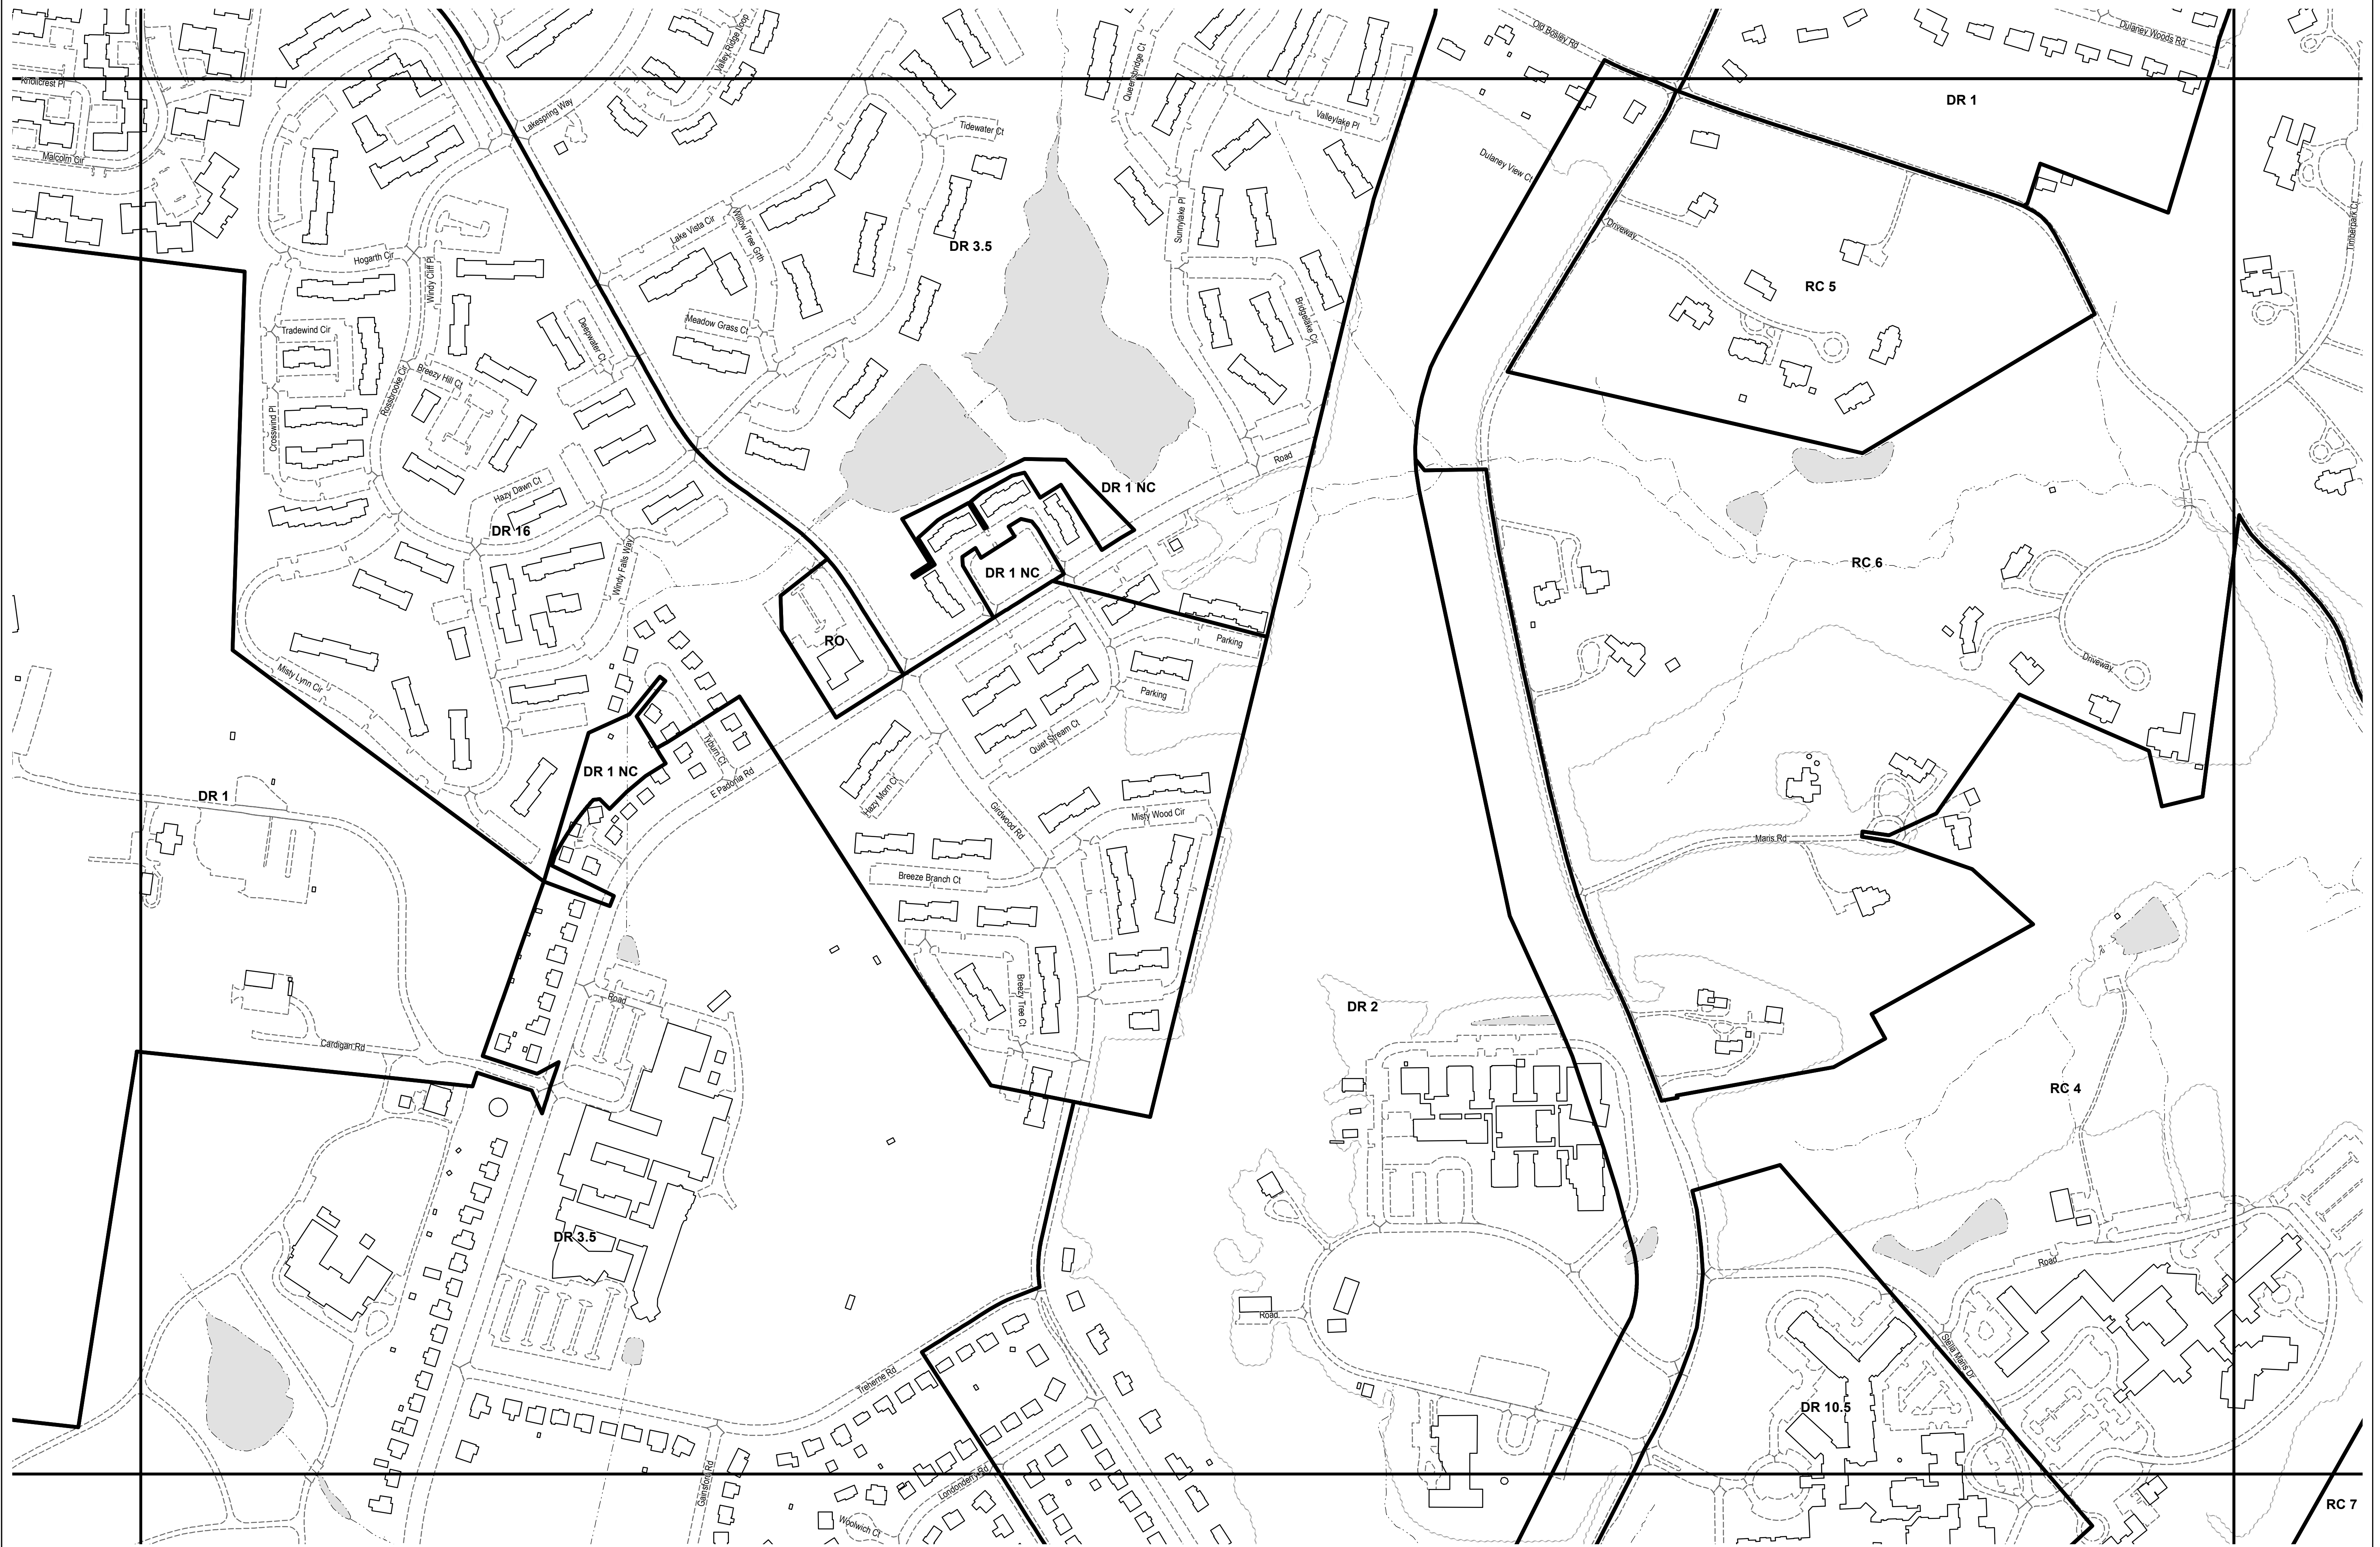 Old Bosley Rd
Dulaney Woods Rd
Valley Ridge Loop
Queensbridge Ct
Knollcrest Pl
DR 1
Lakespring Way
Tidewater Ct
Valleylake Pl
Malcolm Cir
Dulaney View Ct
Lake Vista Cir
Willow Tree Grth
Sunnylake Pl
Driveway
Timberpark Ct
DR 3.5
Hogarth Cir
Windy Cliff Pl
RC 5
Bridgelake Cir
Tradewind Cir
Deepwater Ct
Meadow Grass Ct
Breezy Hill Ct
Rossbrooke Cir
Crosswind Pl
Road
Hazy Dawn Ct
DR 1 NC
DR 16
Windy Falls Way
DR 1 NC
RC 6
RO
Parking
Misty Lynn Cir
Driveway
Parking
Tyburn Ct
Quiet Stream Ct
DR 1 NC
E Padonia Rd
DR 1
Hazy Morn Ct
Girdwood Rd
Misty Wood Cir
Maris Rd
Breeze Branch Ct
Road
Breezy Tree Ct
DR 2
Cardigan Rd
RC 4
DR 3.5
Road
Road
Stella Maris Dr
Treherne Rd
DR 10.5
Gainsford Rd
Londonderry Rd
RC 7
Woolwich Ct